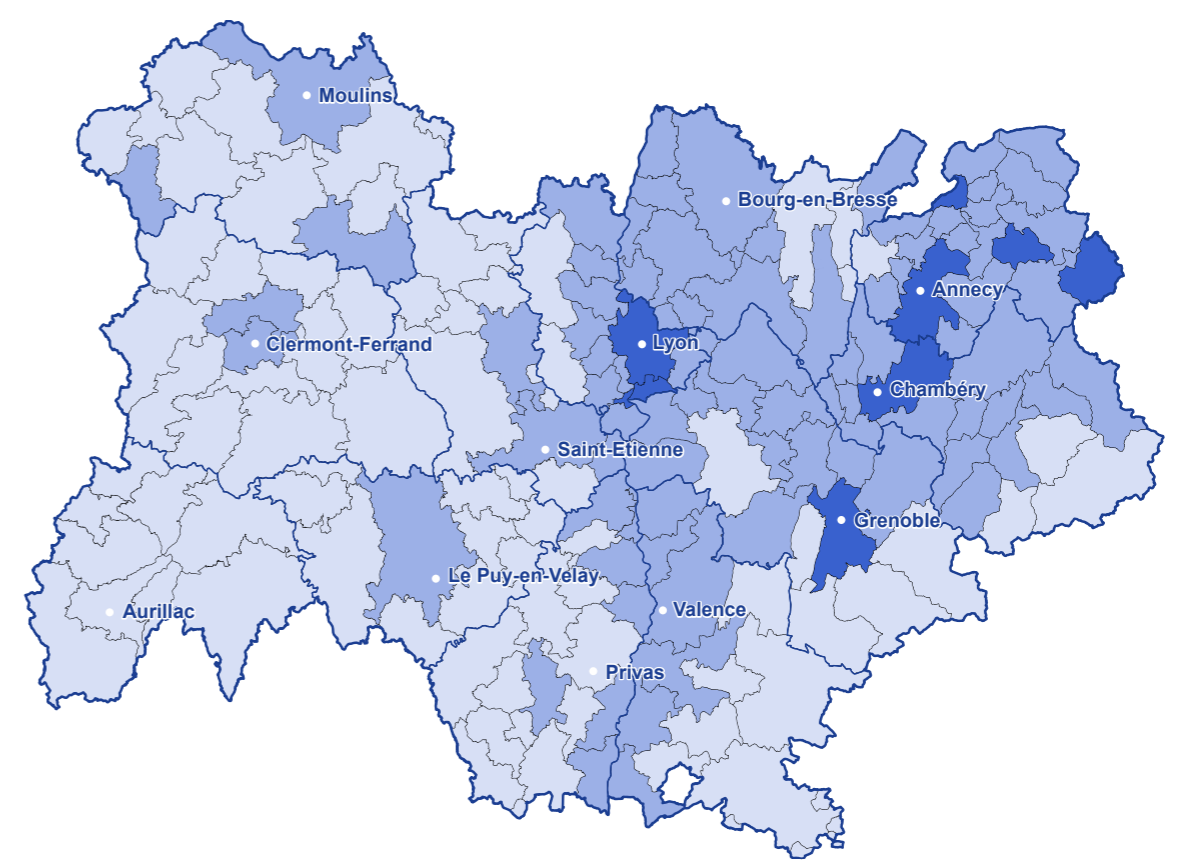 Moulins
Bourg-en-Bresse
Annecy
Clermont-Ferrand
Lyon
Chambéry
Saint-Etienne
Grenoble
Le Puy-en-Velay
Aurillac
Valence
Privas